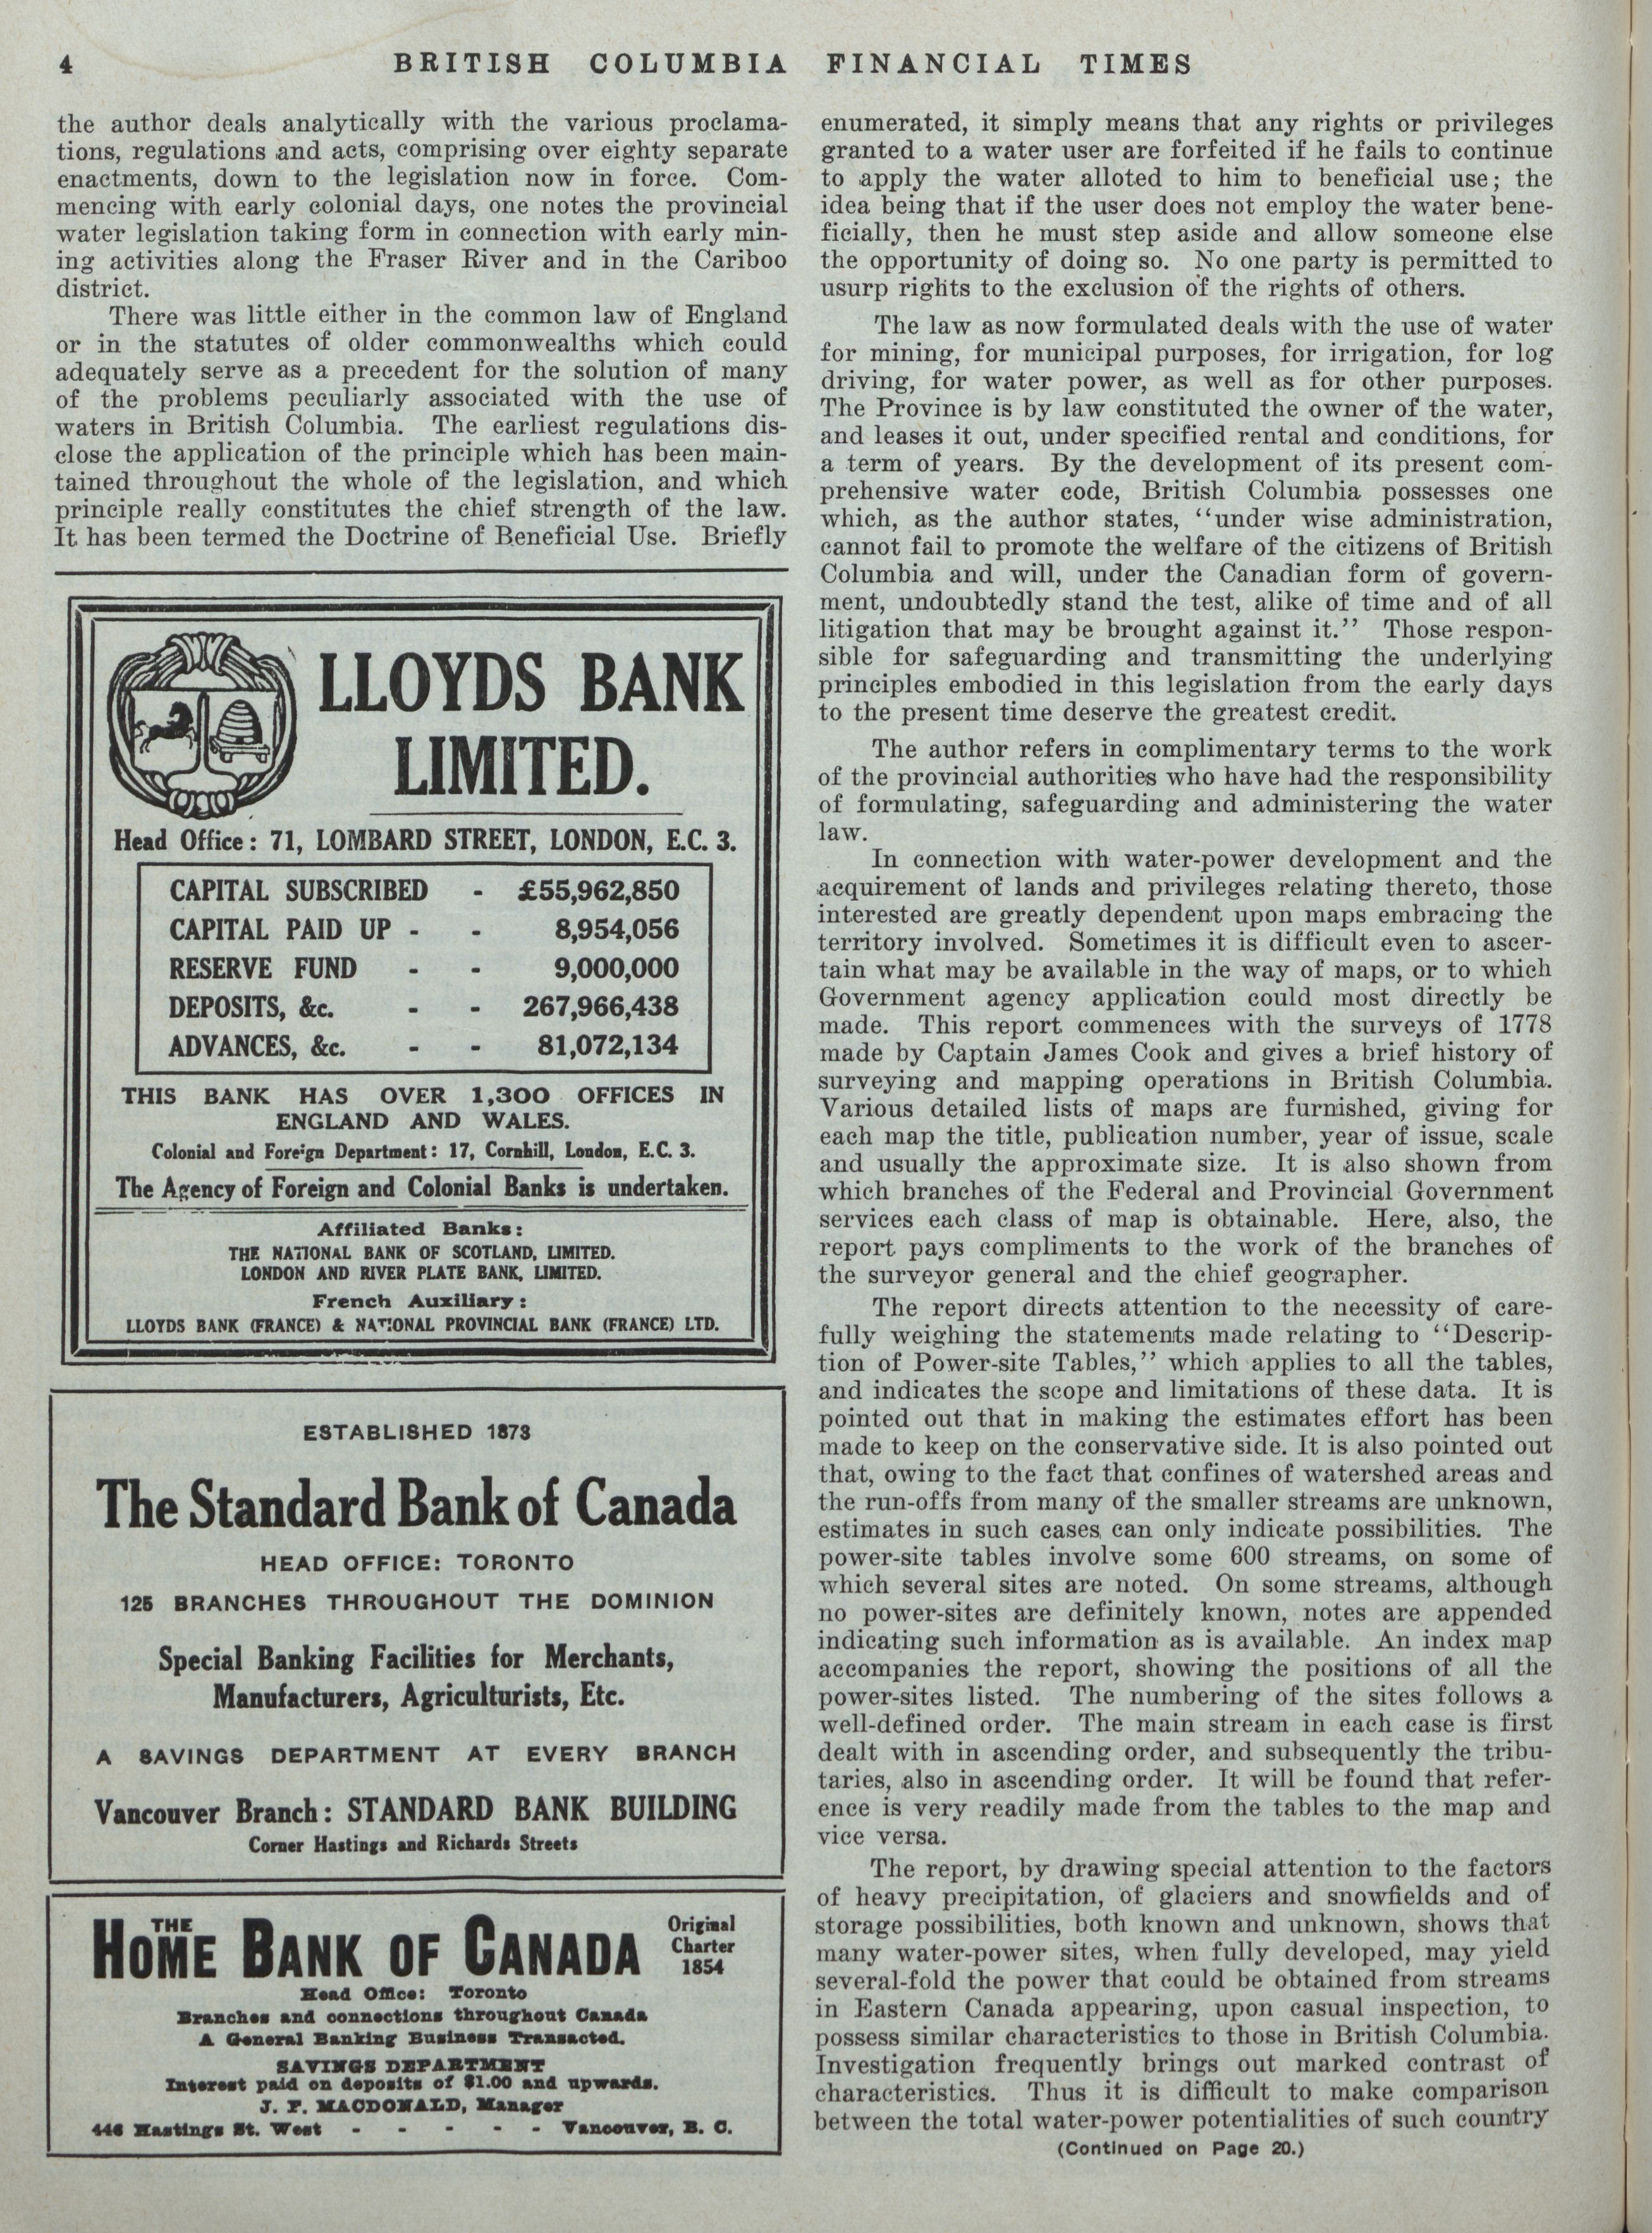 4
BRITISH COLUMBIA FINANCIAL TIMES
the author deals analytically with the various proclama-
tions, regulations and acts, comprising over eighty separate
enactments, down to the legislation now in force. Com-
mencing with early colonial days, one notes the provincial
water legislation taking form in connection with early min-
ing activities along the Fraser River and in the Cariboo
district.
There was little either in the common law of England
or in the statutes of older commonwealths which could
adequately serve as a precedent for the solution of many
of the problems peculiarly associated with the use of
waters in British Columbia. The earliest regulations dis-
close the application of the principle which has been main-
tained throughout the whole of the legislation, and which
principle really constitutes the chief strength of the law.
It has been termed the Doctrine of Beneficial Use. Briefly
LLOYDS BANK
LIMITED.
Head Office: 71, LOMBARD STREET, LONDON, E.C. 3.
CAPITAL SUBSCRIBED - £55,962,850
CAPITAL PAID UP - - 8,954,056
RESERVE FUND - - 9,000,000
DEPOSITS, &c. - - 267,966,438
ADVANCES, &c. - - 81,072,134
THIS BANK HAS OVER 1,300 OFFICES IN
ENGLAND AND WALES.
Colonial and Foreign Department: 17, Cornhill, London, E.C. 3.
The Agency of Foreign and Colonial Banks is undertaken.
Affiliated Banks:
THE NATIONAL BANK OF SCOTLAND, LIMITED.
LONDON AND RIVER PLATE BANK, LIMITED.
French Auxiliary:
LLOYDS BANK (FRANCE) & NATIONAL PROVINCIAL BANK (FRANCE) LTD.
ESTABLISHED 1873
The Standard Bank of Canada
HEAD OFFICE: TORONTO
125 BRANCHES THROUGHOUT THE DOMINION
Special Banking Facilities for Merchants,
Manufacturers, Agriculturists, Etc.
A SAVINGS DEPARTMENT AT EVERY BRANCH
Vancouver Branch: STANDARD BANK BUILDING
Corner Hastings and Richards Streets
THE
HOME BANK OF CANADA
Original
Charter
1854
Head Office: Toronto
Branches and connections throughout Canada
A General Banking Business Transacted.
SAVINGS DEPARTMENT
Interest paid on deposits of $1.00 and upwards.
J. F. MACDONALD, Manager
446 Hastings St. West - - - - - Vancouver, B. C.
enumerated, it simply means that any rights or privileges
granted to a water user are forfeited if he fails to continue
to apply the water alloted to him to beneficial use; the
idea being that if the user does not employ the water bene-
ficially, then he must step aside and allow someone else
the opportunity of doing so. No one party is permitted to
usurp rights to the exclusion of the rights of others.
The law as now formulated deals with the use of water
for mining, for municipal purposes, for irrigation, for log
driving, for water power, as well as for other purposes.
The Province is by law constituted the owner of the water,
and leases it out, under specified rental and conditions, for
a term of years. By the development of its present com-
prehensive water code, British Columbia possesses one
which, as the author states, "under wise administration,
cannot fail to promote the welfare of the citizens of British
Columbia and will, under the Canadian form of govern-
ment, undoubtedly stand the test, alike of time and of all
litigation that may be brought against it." Those respon-
sible for safeguarding and transmitting the underlying
principles embodied in this legislation from the early days
to the present time deserve the greatest credit.
The author refers in complimentary terms to the work
of the provincial authorities who have had the responsibility
of formulating, safeguarding and administering the water
law.
In connection with water-power development and the
acquirement of lands and privileges relating thereto, those
interested are greatly dependent upon maps embracing the
territory involved. Sometimes it is difficult even to ascer-
tain what may be available in the way of maps, or to which
Government agency application could most directly be
made. This report commences with the surveys of 1778
made by Captain James Cook and gives a brief history of
surveying and mapping operations in British Columbia.
Various detailed lists of maps are furnished, giving for
each map the title, publication number, year of issue, scale
and usually the approximate size. It is also shown from
which branches of the Federal and Provincial Government
services each class of map is obtainable. Here, also, the
report pays compliments to the work of the branches of
the surveyor general and the chief geographer.
The report directs attention to the necessity of care-
fully weighing the statements made relating to "Descrip-
tion of Power-site Tables," which applies to all the tables,
and indicates the scope and limitations of these data. It is
pointed out that in making the estimates effort has been
made to keep on the conservative side. It is also pointed out
that, owing to the fact that confines of watershed areas and
the run-offs from many of the smaller streams are unknown,
estimates in such cases can only indicate possibilities. The
power-site tables involve some 600 streams, on some of
which several sites are noted. On some streams, although
no power-sites are definitely known, notes are appended
indicating such information as is available. An index map
accompanies the report, showing the positions of all the
power-sites listed. The numbering of the sites follows a
well-defined order. The main stream in each case is first
dealt with in ascending order, and subsequently the tribu-
taries, also in ascending order. It will be found that refer-
ence is very readily made from the tables to the map and
vice versa.
The report, by drawing special attention to the factors
of heavy precipitation, of glaciers and snowfields and of
storage possibilities, both known and unknown, shows that
many water-power sites, when fully developed, may yield
several-fold the power that could be obtained from streams
in Eastern Canada appearing, upon casual inspection, to
possess similar characteristics to those in British Columbia.
Investigation frequently brings out marked contrast of
characteristics. Thus it is difficult to make comparison
between the total water-power potentialities of such country
(Continued on Page 20.)